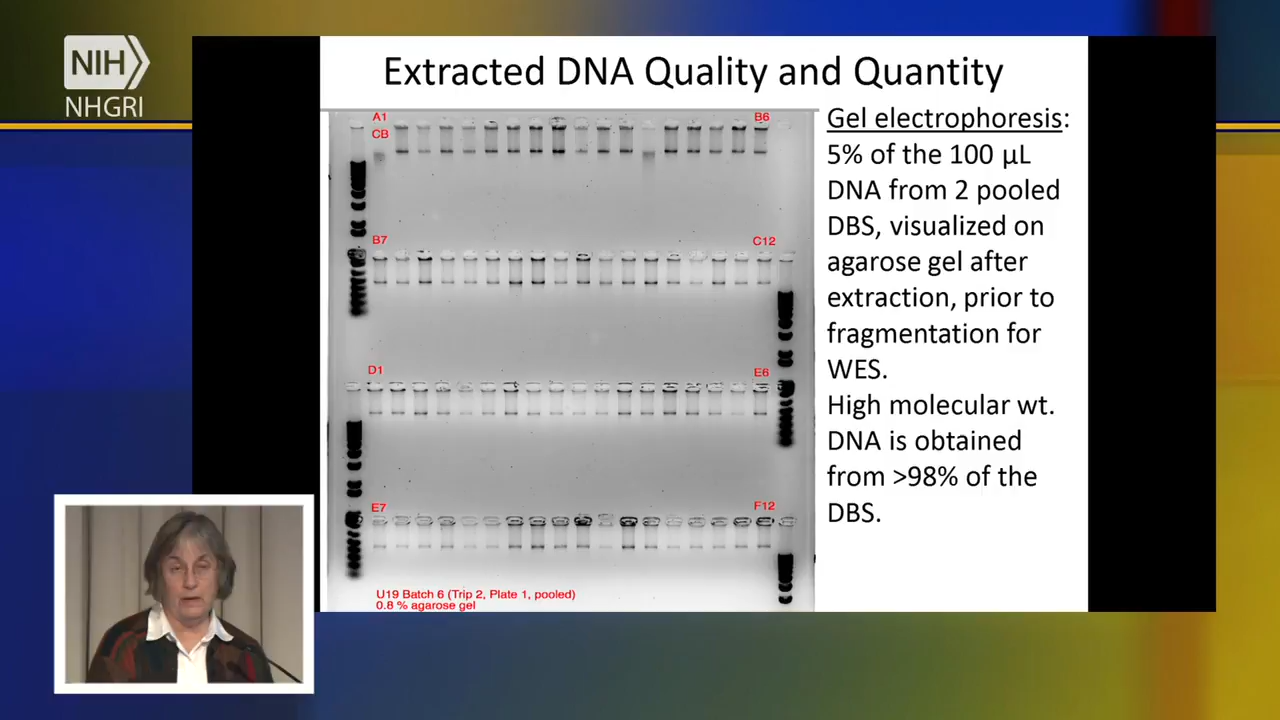 NIH
NHGRI
Extracted DNA Quality and Quantity
A1
B6
CB
B7
C12
D1
E6
E7
F12
U19 Batch 6 (Trip 2, Plate 1, pooled)
0.8 % agarose gel
Gel electrophoresis:
5% of the 100 µL
DNA from 2 pooled
DBS, visualized on
agarose gel after
extraction, prior to
fragmentation for
WES.
High molecular wt.
DNA is obtained
from >98% of the
DBS.